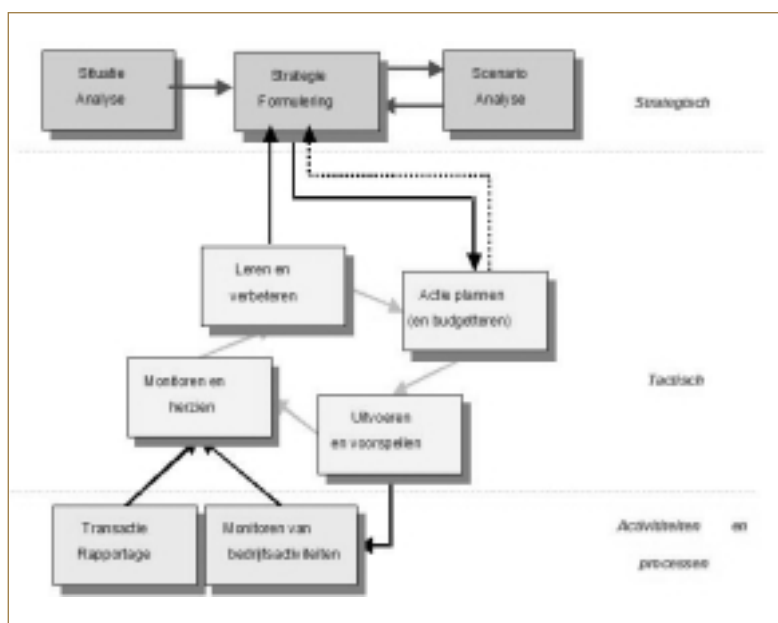 Situatie
Analyse
Strategie
Formulering
Scenario
Analyse
Strategisch
Leren en
verbeteren
Actie plannen
(en budgetteren)
Monitoren en
herzien
Tactisch
Uitvoeren
en voorspellen
Transactie
Rapportage
Monitoren van
bedrijfsactiviteiten
Activiteiten en
processen